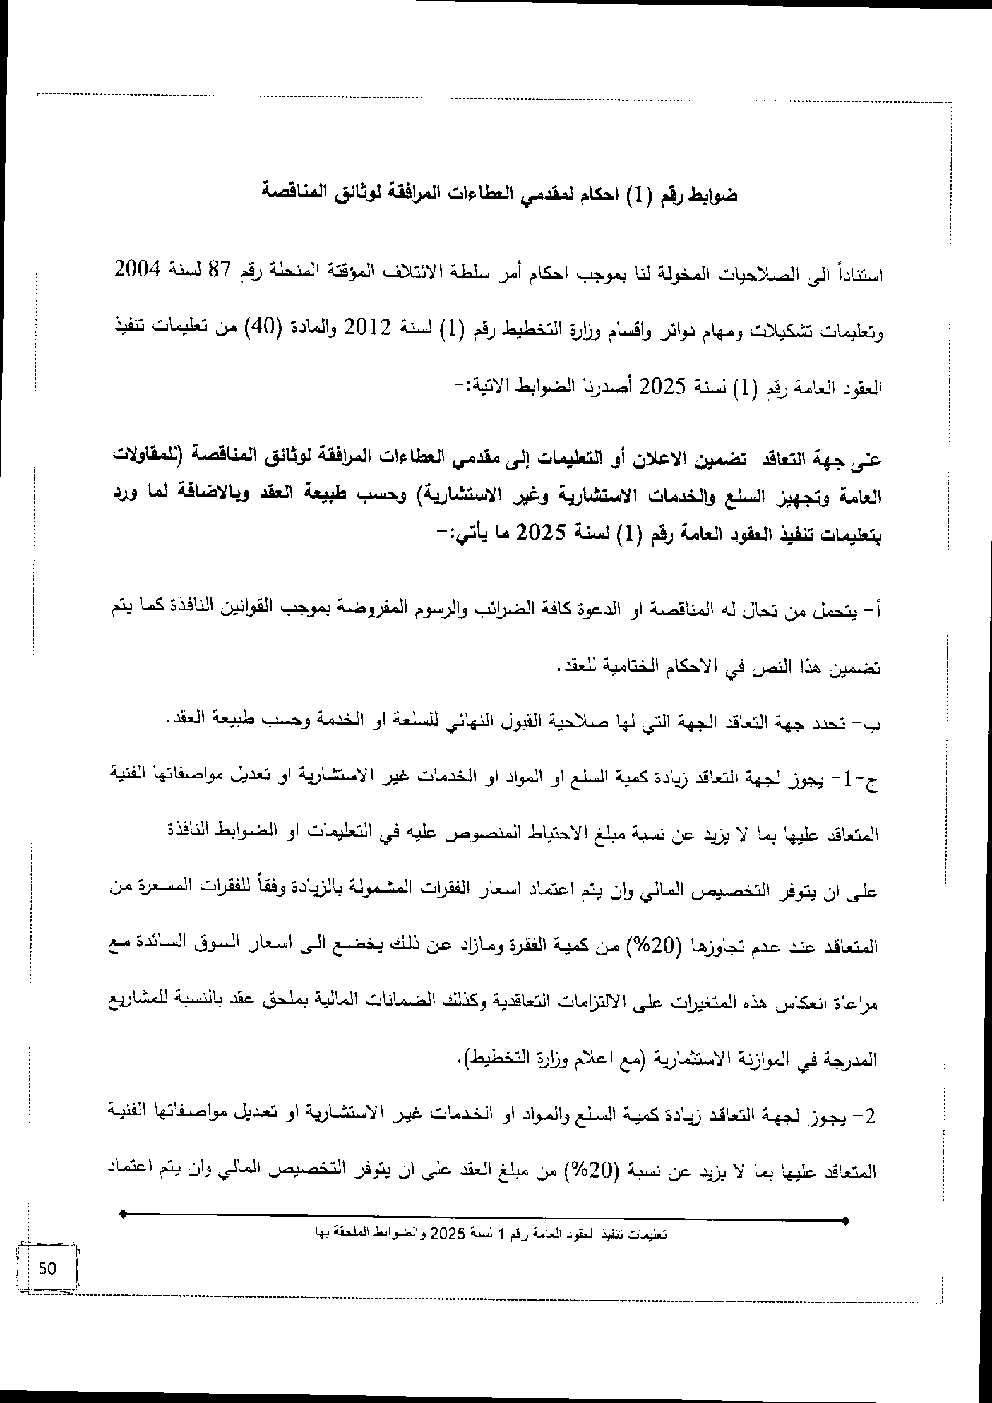 ضوابط رقم (1) احكام لمقدمي العطاءات المرافقة لوثائق المناقصة
استناداً الى الصلاحيات المخولة لنا بموجب احكام أمر سلطة الائتلاف المؤقتة المنحلة رقم 87 لسنة 2004
وتعليمات تشكيلات ومهام دوائر واقسام وزارة التخطيط رقم (1) لسنة 2012 والمادة (40) من تعليمات تنفيذ
العقود العامة رقم (1) لسنة 2025 أصدرنا الضوابط الاتية:-
على جهة التعاقد تضمين الاعلان أو التعليمات إلى مقدمي العطاءات المرافقة لوثائق المناقصة (للمقاولات
العامة وتجهيز السلع والخدمات الاستشارية وغير الاستشارية) وحسب طبيعة العقد وبالاضافة لما ورد
بتعليمات تنفيذ العقود العامة رقم (1) لسنة 2025 ما يأتي:-
أ- يتحمل من تحال له المناقصة او الدعوة كافة الضرائب والرسوم المفروضة بموجب القوانين النافذة كما يتم
تضمين هذا النص في الاحكام الختامية للعقد.
ب- تحدد جهة التعاقد الجهة التي لها صلاحية القبول النهائي للسلعة او الخدمة وحسب طبيعة العقد.
ج-1- يجوز لجهة التعاقد زيادة كمية السلع او المواد او الخدمات غير الاستشارية او تعديل مواصفاتها الفنية
المتعاقد عليها بما لا يزيد عن نسبة مبلغ الاحتياط المنصوص عليه في التعليمات او الضوابط النافذة
على ان يتوفر التخصيص المالي وان يتم اعتماد اسعار الفقرات المشمولة بالزيادة وفقاً للفقرات المسعرة من
المتعاقد عند عدم تجاوزها (20%) من كمية الفقرة ومازاد عن ذلك يخضع الى اسعار السوق السائدة مع
مراعاة انعكاس هذه المتغيرات على الالتزامات التعاقدية وكذلك الضمانات المالية بملحق عقد بالنسبة للمشاريع
المدرجة في الموازنة الاستثمارية (مع اعلام وزارة التخطيط).
2- يجوز لجهة التعاقد زيادة كمية السلع والمواد او الخدمات غير الاستشارية او تعديل مواصفاتها الفنية
المتعاقد عليها بما لا يزيد عن نسبة (20%) من مبلغ العقد على ان يتوفر التخصيص المالي وان يتم اعتماد
تعليمات تنفيذ العقود العامة رقم 1 لسنة 2025 والضوابط الملحقة بها
50